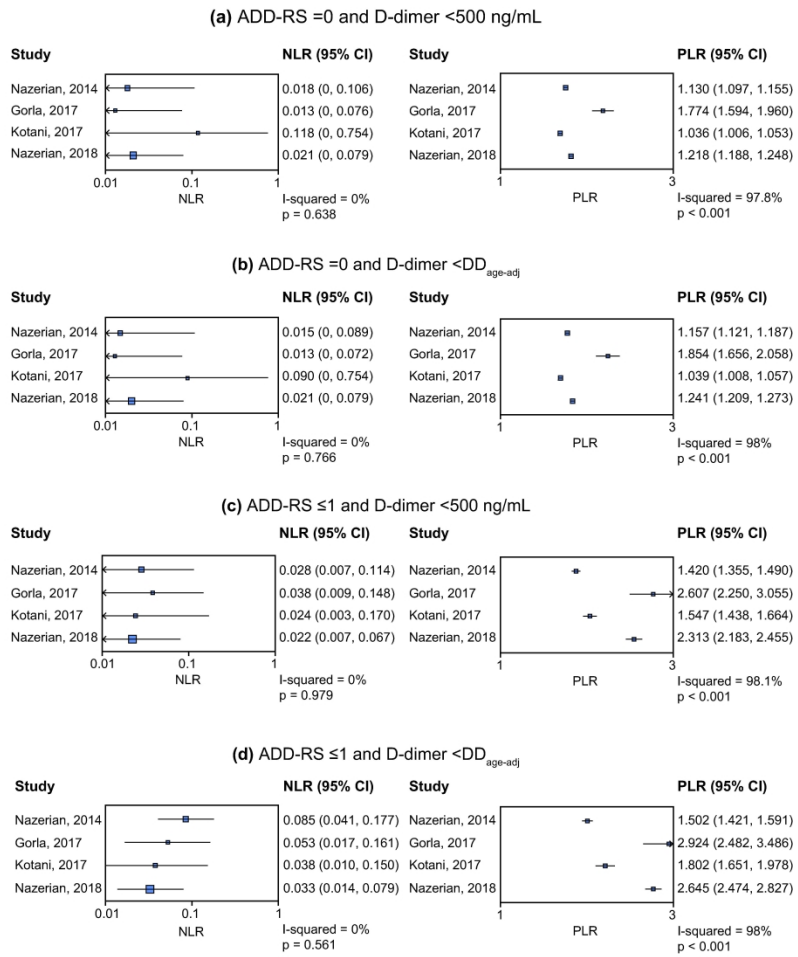 (a) ADD-RS =0 and D-dimer <500 ng/mL
Study NLR (95% CI) Study PLR (95% CI)
Nazerian, 2014 0.018 (0, 0.106) Nazerian, 2014 1.130 (1.097, 1.155)
Gorla, 2017 0.013 (0, 0.076) Gorla, 2017 1.774 (1.594, 1.960)
Kotani, 2017 0.118 (0, 0.754) Kotani, 2017 1.036 (1.006, 1.053)
Nazerian, 2018 0.021 (0, 0.079) Nazerian, 2018 1.218 (1.188, 1.248)
0.01 0.1 1 1 3
NLR I-squared = 0% PLR I-squared = 97.8%
p = 0.638 p < 0.001
(b) ADD-RS =0 and D-dimer <DDage-adj
Study NLR (95% CI) Study PLR (95% CI)
Nazerian, 2014 0.015 (0, 0.089) Nazerian, 2014 1.157 (1.121, 1.187)
Gorla, 2017 0.013 (0, 0.072) Gorla, 2017 1.854 (1.656, 2.058)
Kotani, 2017 0.090 (0, 0.754) Kotani, 2017 1.039 (1.008, 1.057)
Nazerian, 2018 0.021 (0, 0.079) Nazerian, 2018 1.241 (1.209, 1.273)
0.01 0.1 1 1 3
NLR I-squared = 0% PLR I-squared = 98%
p = 0.766 p < 0.001
(c) ADD-RS ≤1 and D-dimer <500 ng/mL
Study NLR (95% CI) Study PLR (95% CI)
Nazerian, 2014 0.028 (0.007, 0.114) Nazerian, 2014 1.420 (1.355, 1.490)
Gorla, 2017 0.038 (0.009, 0.148) Gorla, 2017 2.607 (2.250, 3.055)
Kotani, 2017 0.024 (0.003, 0.170) Kotani, 2017 1.547 (1.438, 1.664)
Nazerian, 2018 0.022 (0.007, 0.067) Nazerian, 2018 2.313 (2.183, 2.455)
0.01 0.1 1 1 3
NLR I-squared = 0% PLR I-squared = 98.1%
p = 0.979 p < 0.001
(d) ADD-RS ≤1 and D-dimer <DDage-adj
Study NLR (95% CI) Study PLR (95% CI)
Nazerian, 2014 0.085 (0.041, 0.177) Nazerian, 2014 1.502 (1.421, 1.591)
Gorla, 2017 0.053 (0.017, 0.161) Gorla, 2017 2.924 (2.482, 3.486)
Kotani, 2017 0.038 (0.010, 0.150) Kotani, 2017 1.802 (1.651, 1.978)
Nazerian, 2018 0.033 (0.014, 0.079) Nazerian, 2018 2.645 (2.474, 2.827)
0.01 0.1 1 1 3
NLR I-squared = 0% PLR I-squared = 98%
p = 0.561 p < 0.001